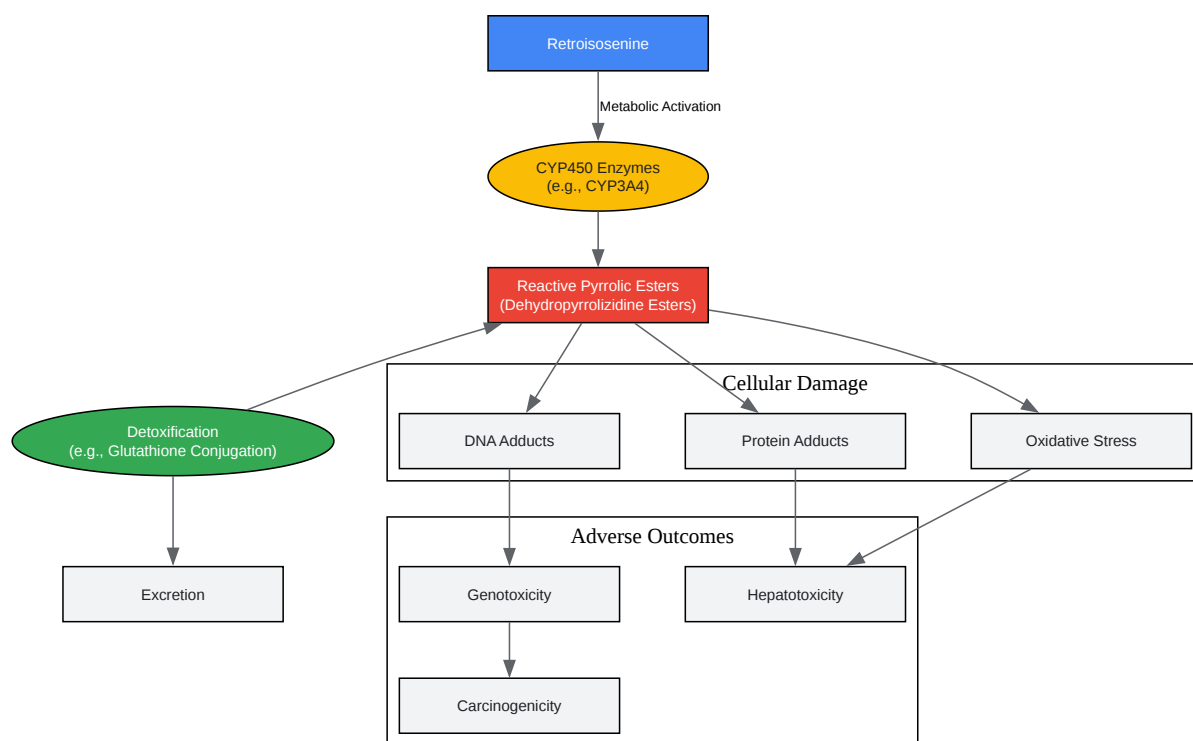 Retroisosenine
Metabolic Activation
CYP450 Enzymes
(e.g., CYP3A4)
Reactive Pyrrolic Esters
(Dehydropyrrolizidine Esters)
Cellular Damage
Detoxification
(e.g., Glutathione Conjugation)
DNA Adducts
Protein Adducts
Oxidative Stress
Adverse Outcomes
Excretion
Genotoxicity
Hepatotoxicity
Carcinogenicity